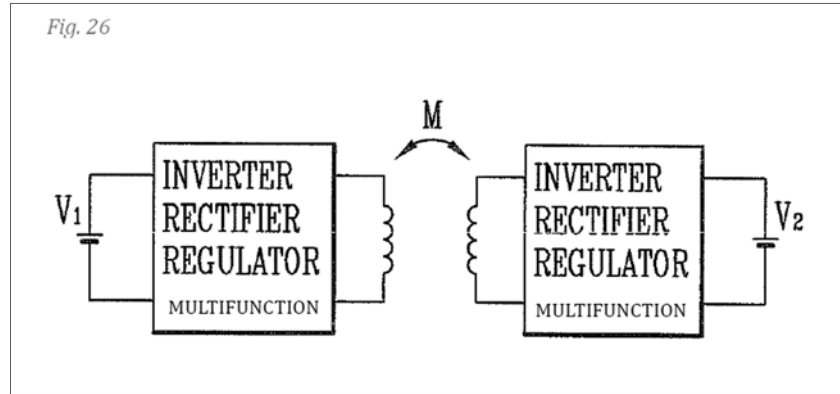 Fig. 26
M
V1
INVERTER
RECTIFIER
REGULATOR
MULTIFUNCTION
INVERTER
RECTIFIER
REGULATOR
MULTIFUNCTION
V2